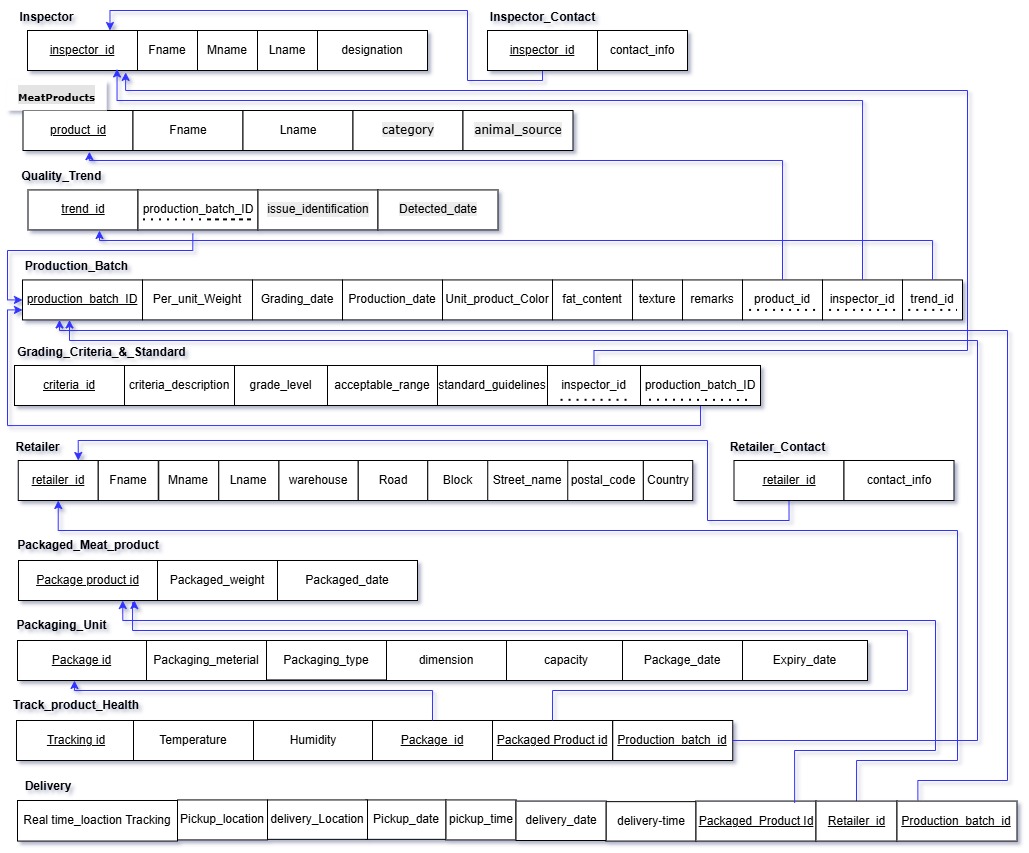 Inspector Inspector_Contact
inspector_id Fname Mname Lname designation inspector_id contact_info
MeatProducts
product_id Fname Lname category animal_source
Quality_Trend
trend_id production_batch_ID issue_identification Detected_date
Production_Batch
production_batch_ID Per_unit_Weight Grading_date Production_date Unit_product_Color fat_content texture remarks product_id inspector_id trend_id
Grading_Criteria_&_Standard
criteria_id criteria_description grade_level acceptable_range standard_guidelines inspector_id production_batch_ID
Retailer Retailer_Contact
retailer_id Fname Mname Lname warehouse Road Block Street_name postal_code Country retailer_id contact_info
Packaged_Meat_product
Package product id Packaged_weight Packaged_date
Packaging_Unit
Package id Packaging_meterial Packaging_type dimension capacity Package_date Expiry_date
Track_product_Health
Tracking id Temperature Humidity Package_id Packaged Product id Production_batch_id
Delivery
Real time_loaction Tracking Pickup_location delivery_Location Pickup_date pickup_time delivery_date delivery-time Packaged_Product Id Retailer_id Production_batch_id